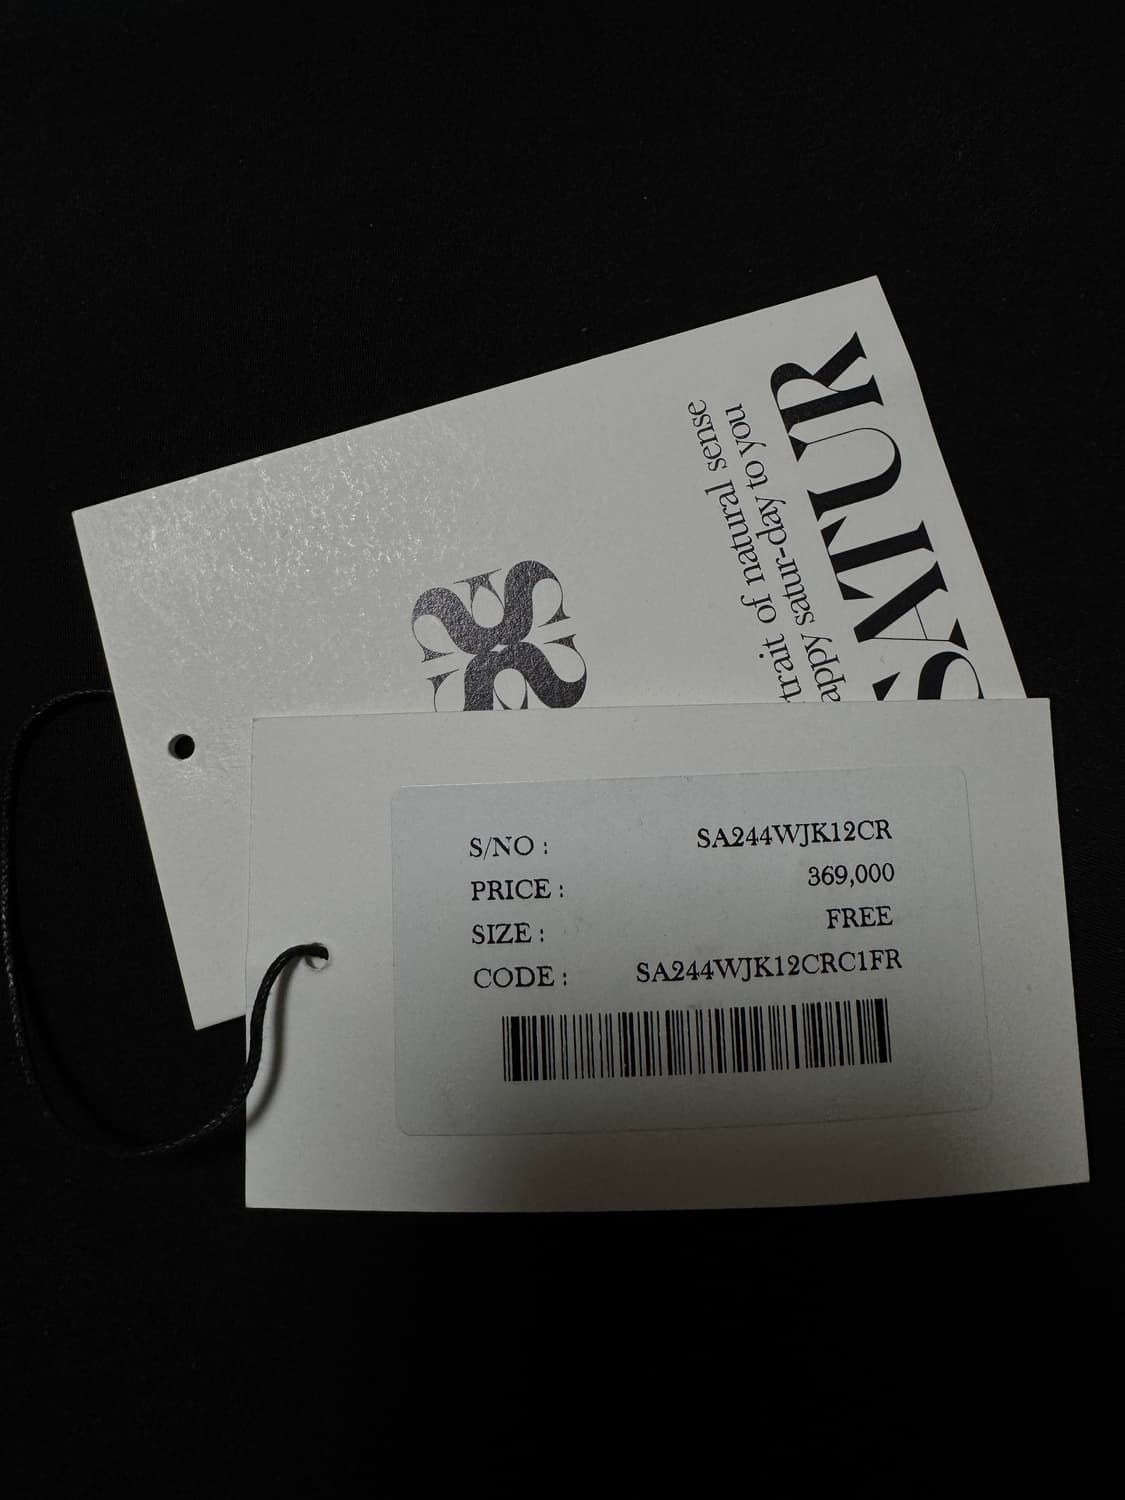 trait of natural sense
appy satur-day to you
SATUR
S/NO : SA244WJK12CR
PRICE : 369,000
SIZE : FREE
CODE : SA244WJK12CRC1FR